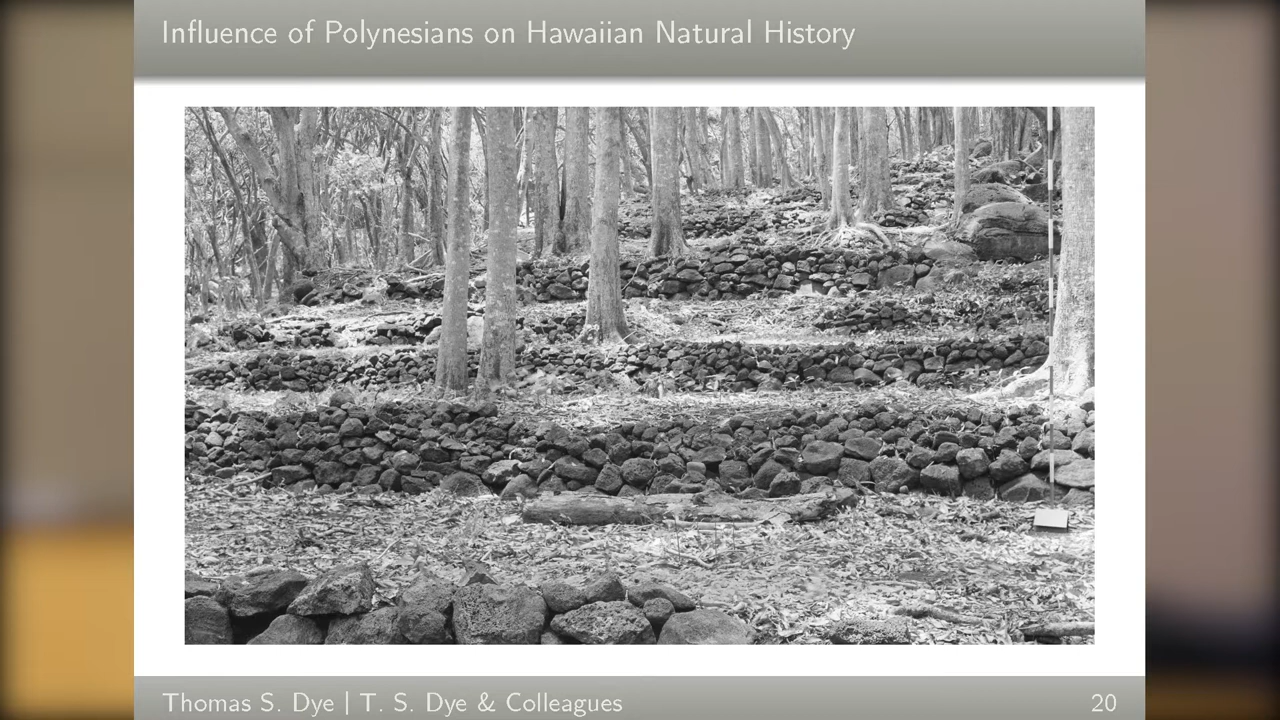 Influence of Polynesians on Hawaiian Natural History
Thomas S. Dye | T. S. Dye & Colleagues
20